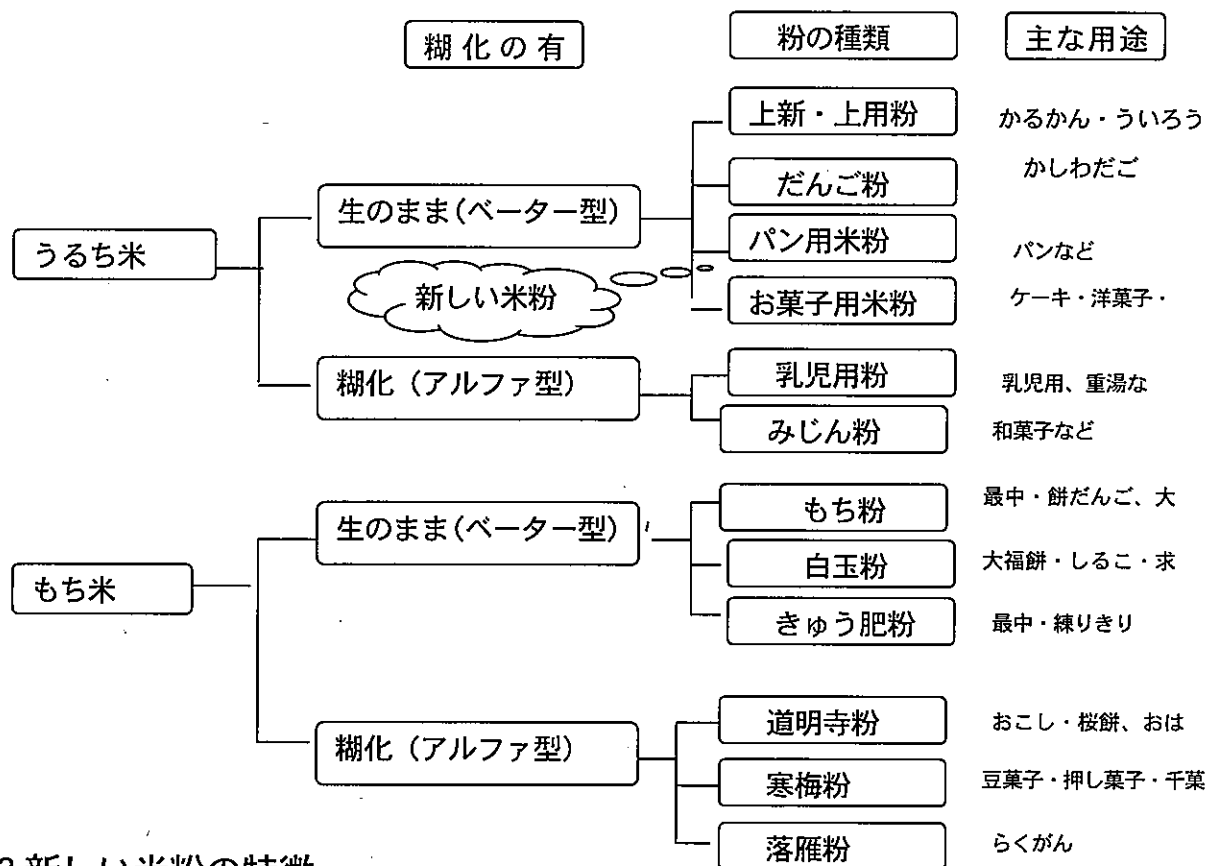 糊化の有
粉の種類
主な用途
うるち米
生のまま(ベーター型)
新しい米粉
上新・上用粉
かるかん・ういろう
だんご粉
かしわだご
パン用米粉
パンなど
お菓子用米粉
ケーキ・洋菓子・
糊化（アルファ型）
乳児用粉
乳児用、重湯な
みじん粉
和菓子など
もち米
生のまま(ベーター型)
もち粉
最中・餅だんご、大
白玉粉
大福餅・しるこ・求
きゅう肥粉
最中・練りきり
糊化（アルファ型）
道明寺粉
おこし・桜餅、おは
寒梅粉
豆菓子・押し菓子・干菓
落雁粉
らくがん
新しい米粉の特徴